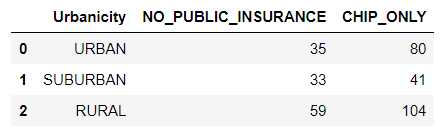 Urbanicity NO_PUBLIC_INSURANCE CHIP_ONLY
0 URBAN 35 80
1 SUBURBAN 33 41
2 RURAL 59 104